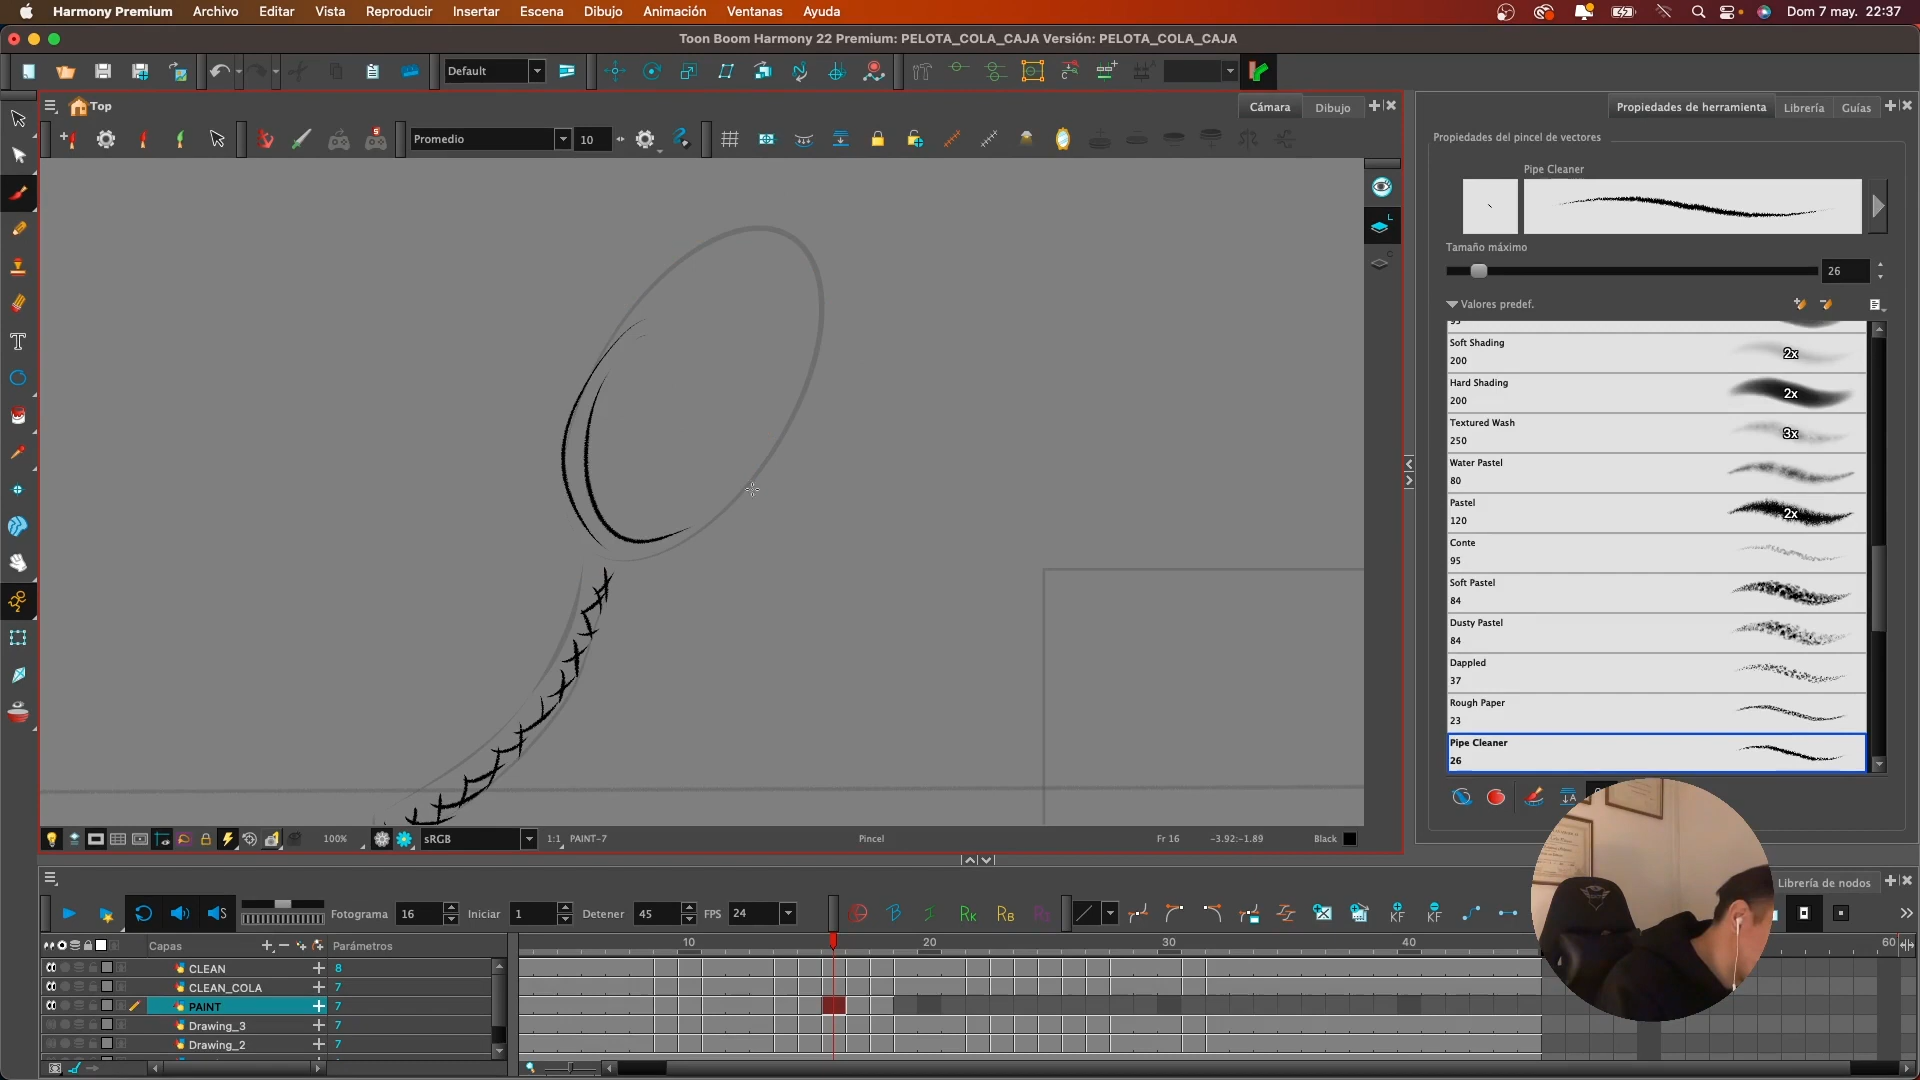 Harmony Premium Archivo Editar Vista Reproducir Insertar Escena Dibujo Animación Ventanas Ayuda Dom 7 may. 22:37
Toon Boom Harmony 22 Premium: PELOTA_COLA_CAJA Versión: PELOTA_COLA_CAJA
Default
Top
Cámara
Dibujo
Propiedades de herramienta
Librería
Guías
Promedio
10
Propiedades del pincel de vectores
Pipe Cleaner
Tamaño máximo
26
Valores predef.
95
Soft Shading
200
2x
Hard Shading
200
2x
Textured Wash
250
3x
Water Pastel
80
Pastel
120
2x
Conte
95
Soft Pastel
84
Dusty Pastel
84
Dappled
37
Rough Paper
23
Pipe Cleaner
26
100%
sRGB
1:1
PAINT-7
Pincel
Fr 16
-3.92:-1.89
Black
Librería de nodos
Fotograma 16 Iniciar 1 Detener 45 FPS 24
Capas
Parámetros
10 20 30 40 60
CLEAN 8
CLEAN_COLA 7
PAINT 7
Drawing_3 7
Drawing_2 7